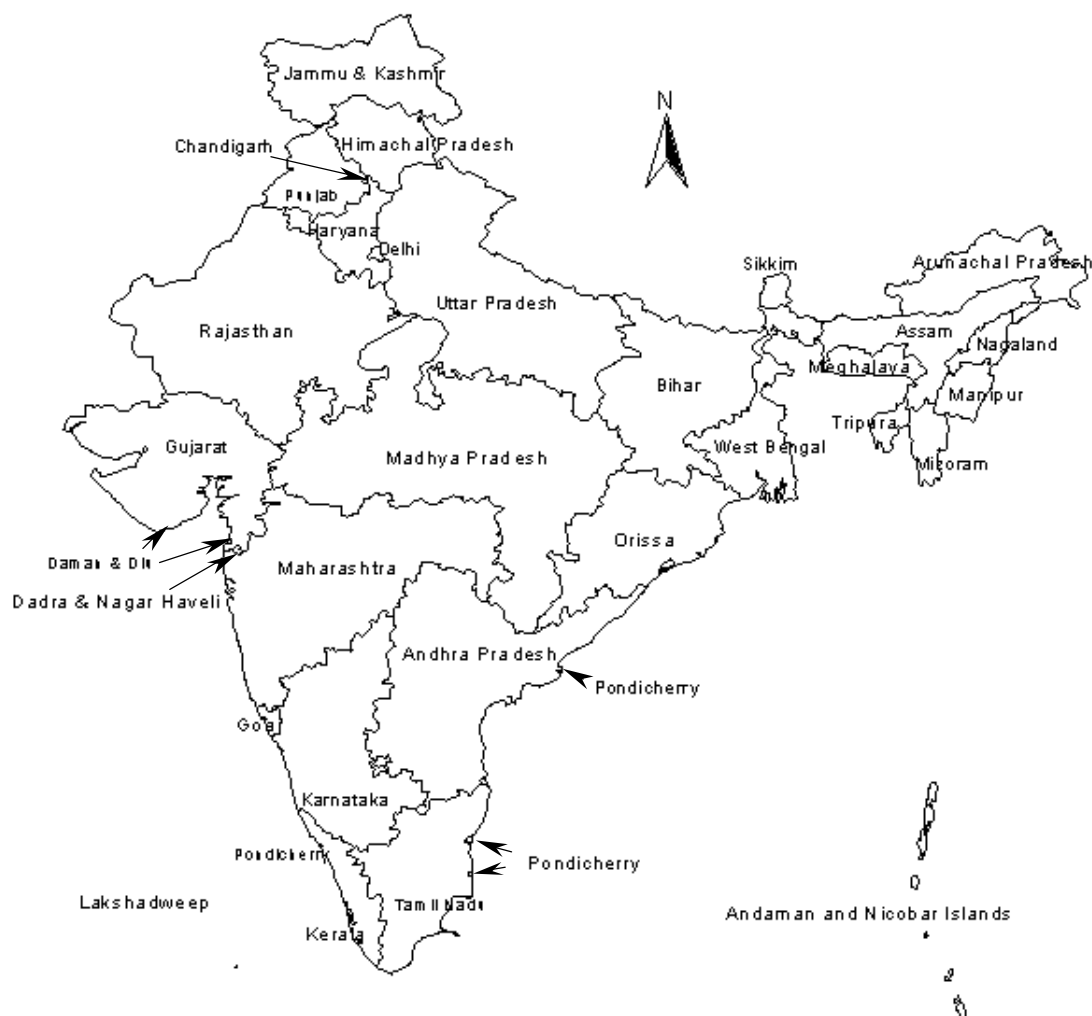 Jammu & Kashmir
N
Chandigarh
Himachal Pradesh
Punjab
Haryana
Delhi
Sikkim
Arunachal Pradesh
Rajasthan
Uttar Pradesh
Assam
Nagaland
Meghalaya
Bihar
Manipur
Gujarat
Tripura
West Bengal
Madhya Pradesh
Mizoram
Orissa
Daman & Diu
Maharashtra
Dadra & Nagar Haveli
Andhra Pradesh
Pondicherry
Goa
Karnataka
Pondicherry
Pondicherry
Lakshadweep
Tamil Nadu
Andaman and Nicobar Islands
Kerala